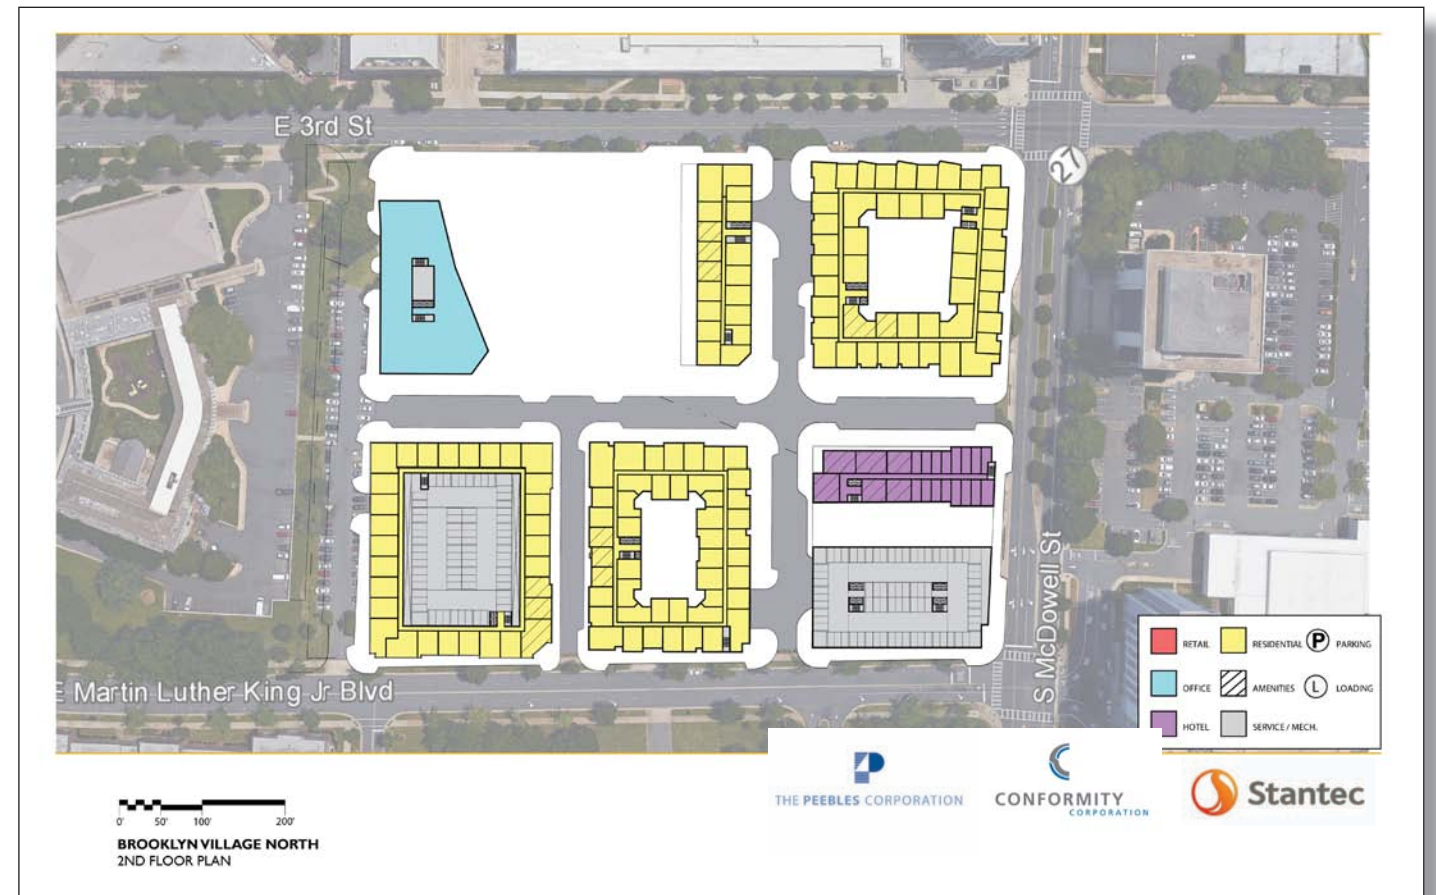 E 3rd St
27
S McDowell St
E Martin Luther King Jr Blvd
RETAIL
RESIDENTIAL
P
PARKING
OFFICE
AMENITIES
L
LOADING
HOTEL
SERVICE / MECH.
THE PEEBLES CORPORATION
CONFORMITY
CORPORATION
Stantec
0' 50' 100' 200'
BROOKLYN VILLAGE NORTH
2ND FLOOR PLAN